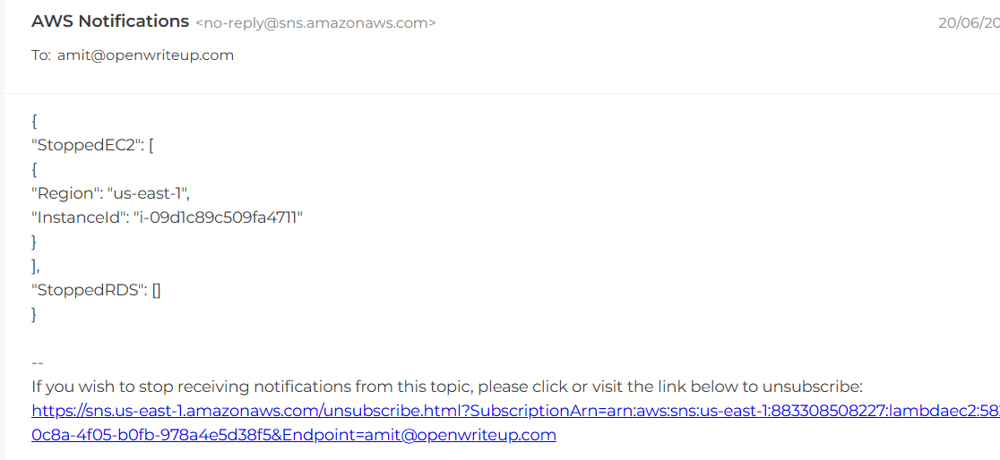 AWS Notifications <no-reply@sns.amazonaws.com> 20/06/20
To: amit@openwriteup.com
{
"StoppedEC2": [
{
"Region": "us-east-1",
"InstanceId": "i-09d1c89c509fa4711"
}
],
"StoppedRDS": []
}
--
If you wish to stop receiving notifications from this topic, please click or visit the link below to unsubscribe:
https://sns.us-east-1.amazonaws.com/unsubscribe.html?SubscriptionArn=arn:aws:sns:us-east-1:883308508227:lambdaec2:58
0c8a-4f05-b0fb-978a4e5d38f5&Endpoint=amit@openwriteup.com